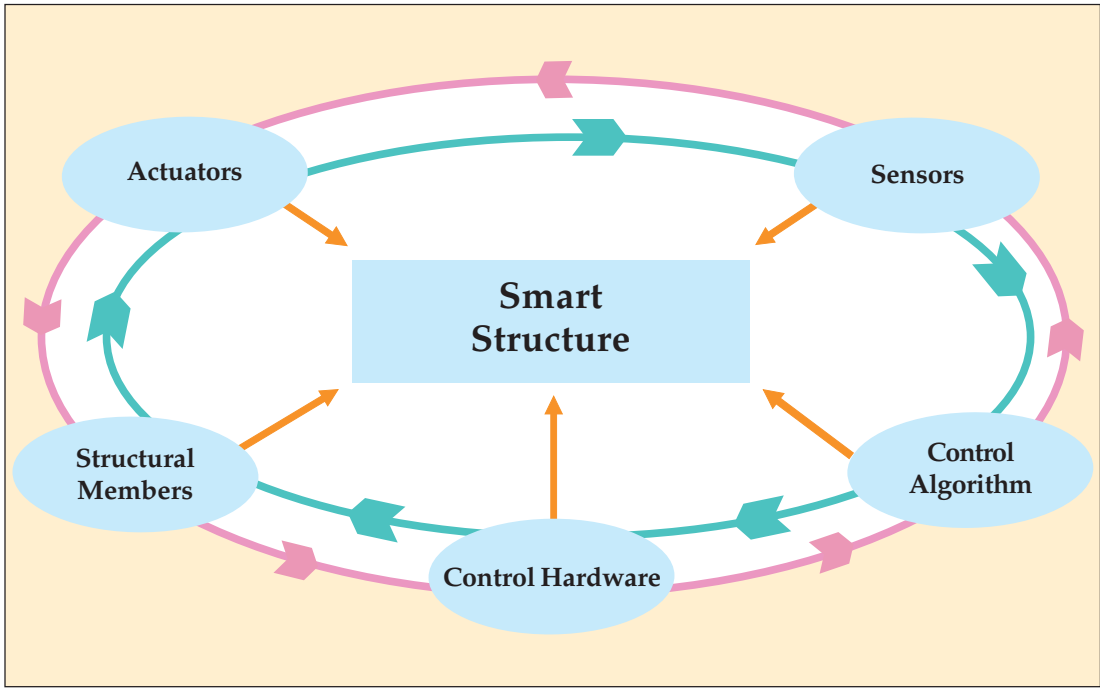 Actuators
Sensors
Smart
Structure
Structural
Members
Control
Algorithm
Control Hardware